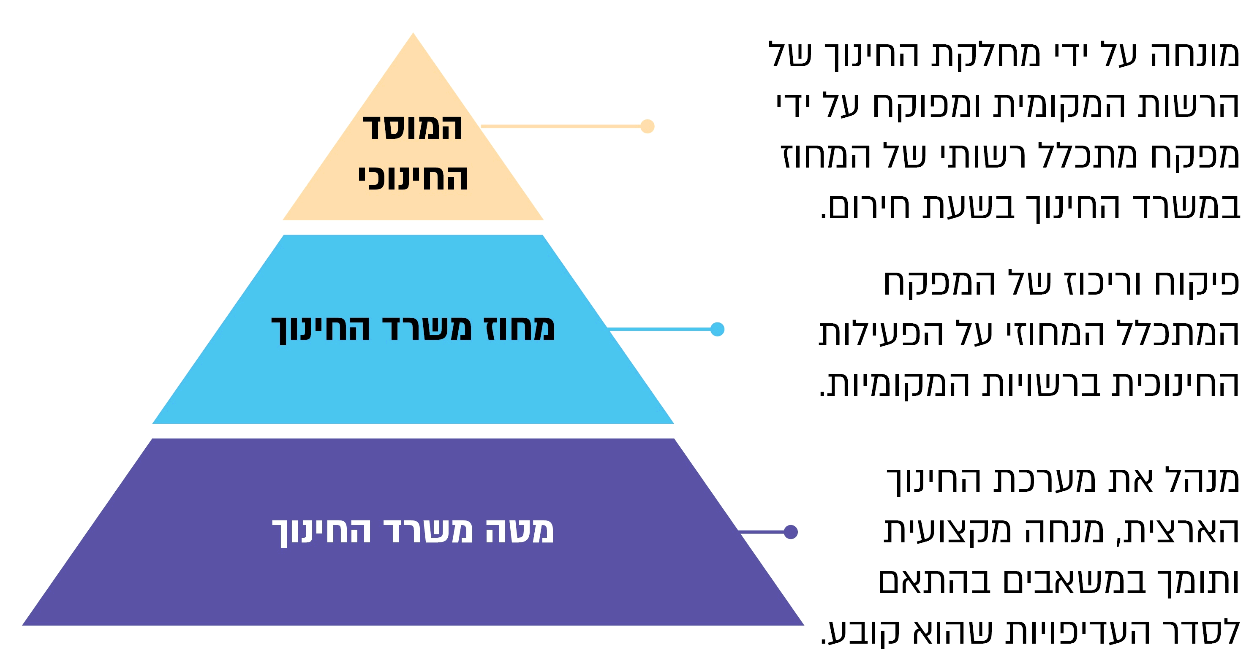 המוסד
החינוכי
מונחה על ידי מחלקת החינוך של
הרשות המקומית ומפוקח על ידי
מפקח מתכלל רשותי של המחוז
במשרד החינוך בשעת חירום.
מחוז משרד החינוך
פיקוח וריכוז של המפקח
המתכלל המחוזי על הפעילות
החינוכית ברשויות המקומיות.
מטה משרד החינוך
מנהל את מערכת החינוך
הארצית, מנחה מקצועית
ותומך במשאבים בהתאם
לסדר העדיפויות שהוא קובע.